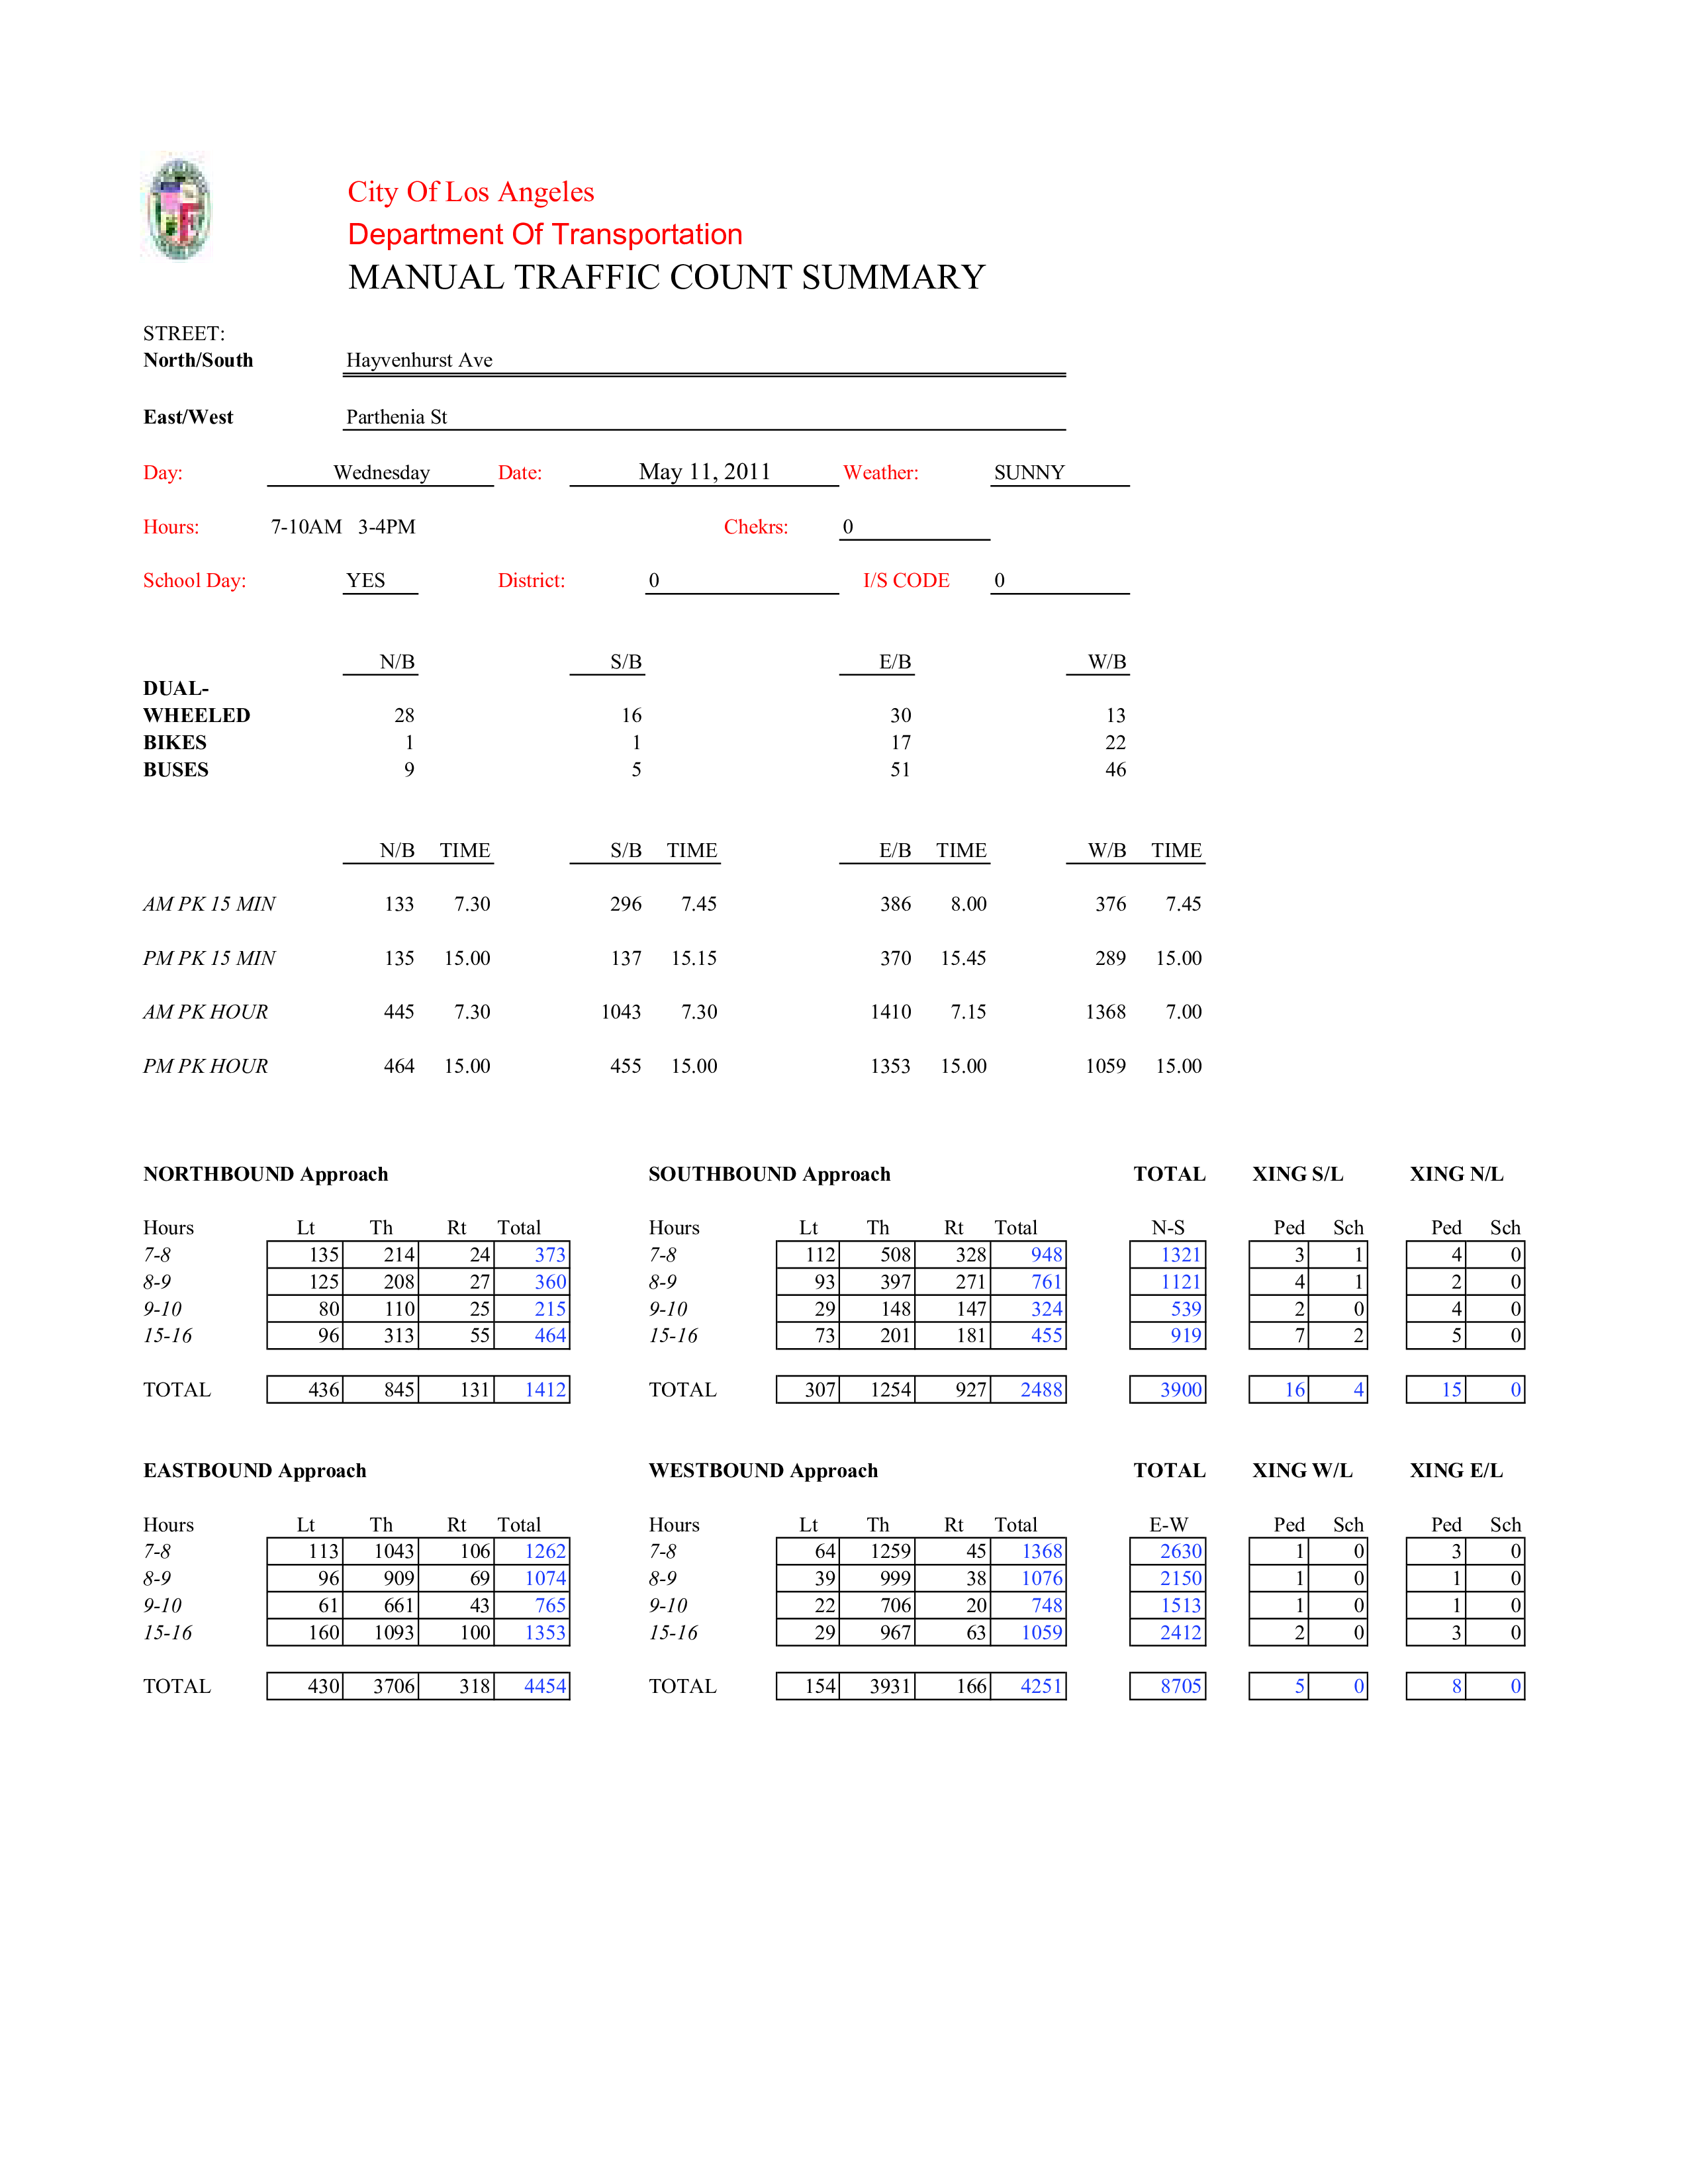 City Of Los Angeles
Department Of Transportation
MANUAL TRAFFIC COUNT SUMMARY
STREET:
North/South Hayvenhurst Ave
East/West Parthenia St
Day: Wednesday Date: May 11, 2011 Weather: SUNNY
Hours: 7-10AM 3-4PM Chekrs: 0
School Day: YES District: 0 I/S CODE 0
N/B S/B E/B W/B
DUAL-
WHEELED 28 16 30 13
BIKES 1 1 17 22
BUSES 9 5 51 46
N/B TIME S/B TIME E/B TIME W/B TIME
AM PK 15 MIN 133 7.30 296 7.45 386 8.00 376 7.45
PM PK 15 MIN 135 15.00 137 15.15 370 15.45 289 15.00
AM PK HOUR 445 7.30 1043 7.30 1410 7.15 1368 7.00
PM PK HOUR 464 15.00 455 15.00 1353 15.00 1059 15.00
NORTHBOUND Approach SOUTHBOUND Approach TOTAL XING S/L XING N/L
Hours Lt Th Rt Total Hours Lt Th Rt Total N-S Ped Sch Ped Sch
7-8 135 214 24 373 7-8 112 508 328 948 1321 3 1 4 0
8-9 125 208 27 360 8-9 93 397 271 761 1121 4 1 2 0
9-10 80 110 25 215 9-10 29 148 147 324 539 2 0 4 0
15-16 96 313 55 464 15-16 73 201 181 455 919 7 2 5 0
TOTAL 436 845 131 1412 TOTAL 307 1254 927 2488 3900 16 4 15 0
EASTBOUND Approach WESTBOUND Approach TOTAL XING W/L XING E/L
Hours Lt Th Rt Total Hours Lt Th Rt Total E-W Ped Sch Ped Sch
7-8 113 1043 106 1262 7-8 64 1259 45 1368 2630 1 0 3 0
8-9 96 909 69 1074 8-9 39 999 38 1076 2150 1 0 1 0
9-10 61 661 43 765 9-10 22 706 20 748 1513 1 0 1 0
15-16 160 1093 100 1353 15-16 29 967 63 1059 2412 2 0 3 0
TOTAL 430 3706 318 4454 TOTAL 154 3931 166 4251 8705 5 0 8 0